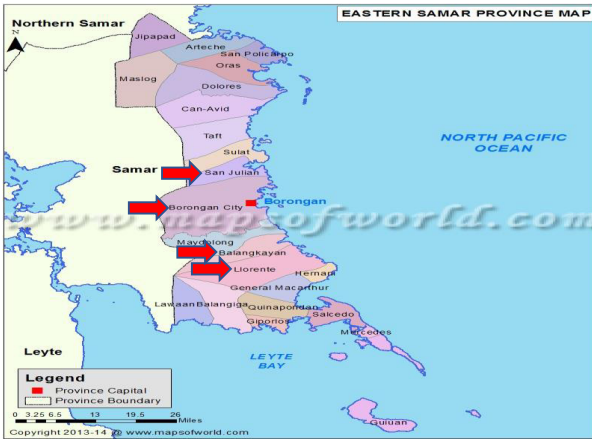 EASTERN SAMAR PROVINCE MAP
Northern Samar
N
Jipapad
Arteche
San Policarpo
Oras
Maslog
Dolores
Can-Avid
Taft
NORTH PACIFIC
OCEAN
Sulat
Samar
San Julian
Borongan
Borongan City
www.mapsofworld.com
Maydolong
Balangkayan
Llorente
Hernani
General Macarthur
Lawaan
Balangiga
Quinapondan
Giporlos
Salcedo
Mercedes
Leyte
LEYTE
BAY
Guiuan
Legend
Province Capital
Province Boundary
0 3.25 6.5 13 19.5 26
Miles
Copyright 2013-14 @ www.mapsofworld.com